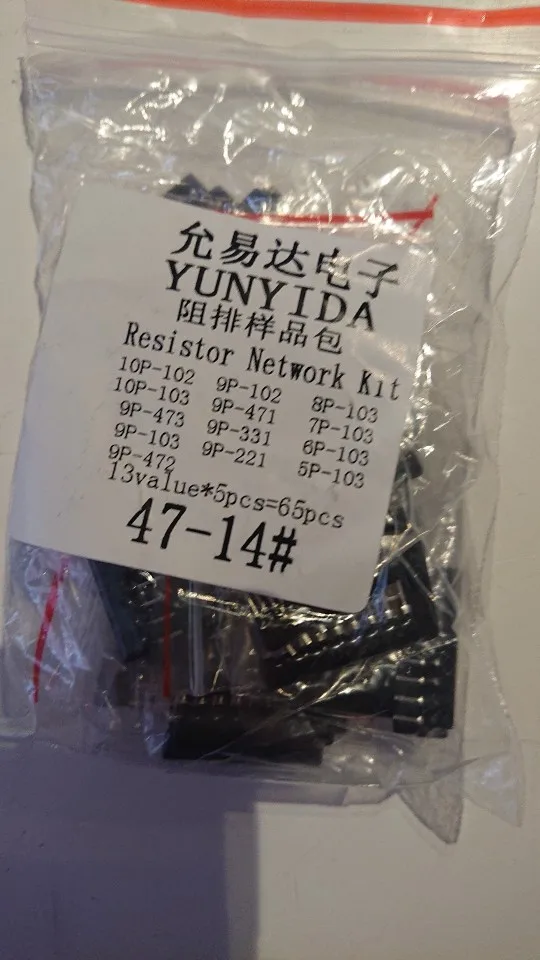 允易达电子
YUNYIDA
阻排样品包
Resistor Network Kit
10P-102 9P-102 8P-103
10P-103 9P-471 7P-103
9P-473 9P-331 6P-103
9P-103 9P-221 5P-103
9P-472
13value*5pcs=65pcs
47-14#